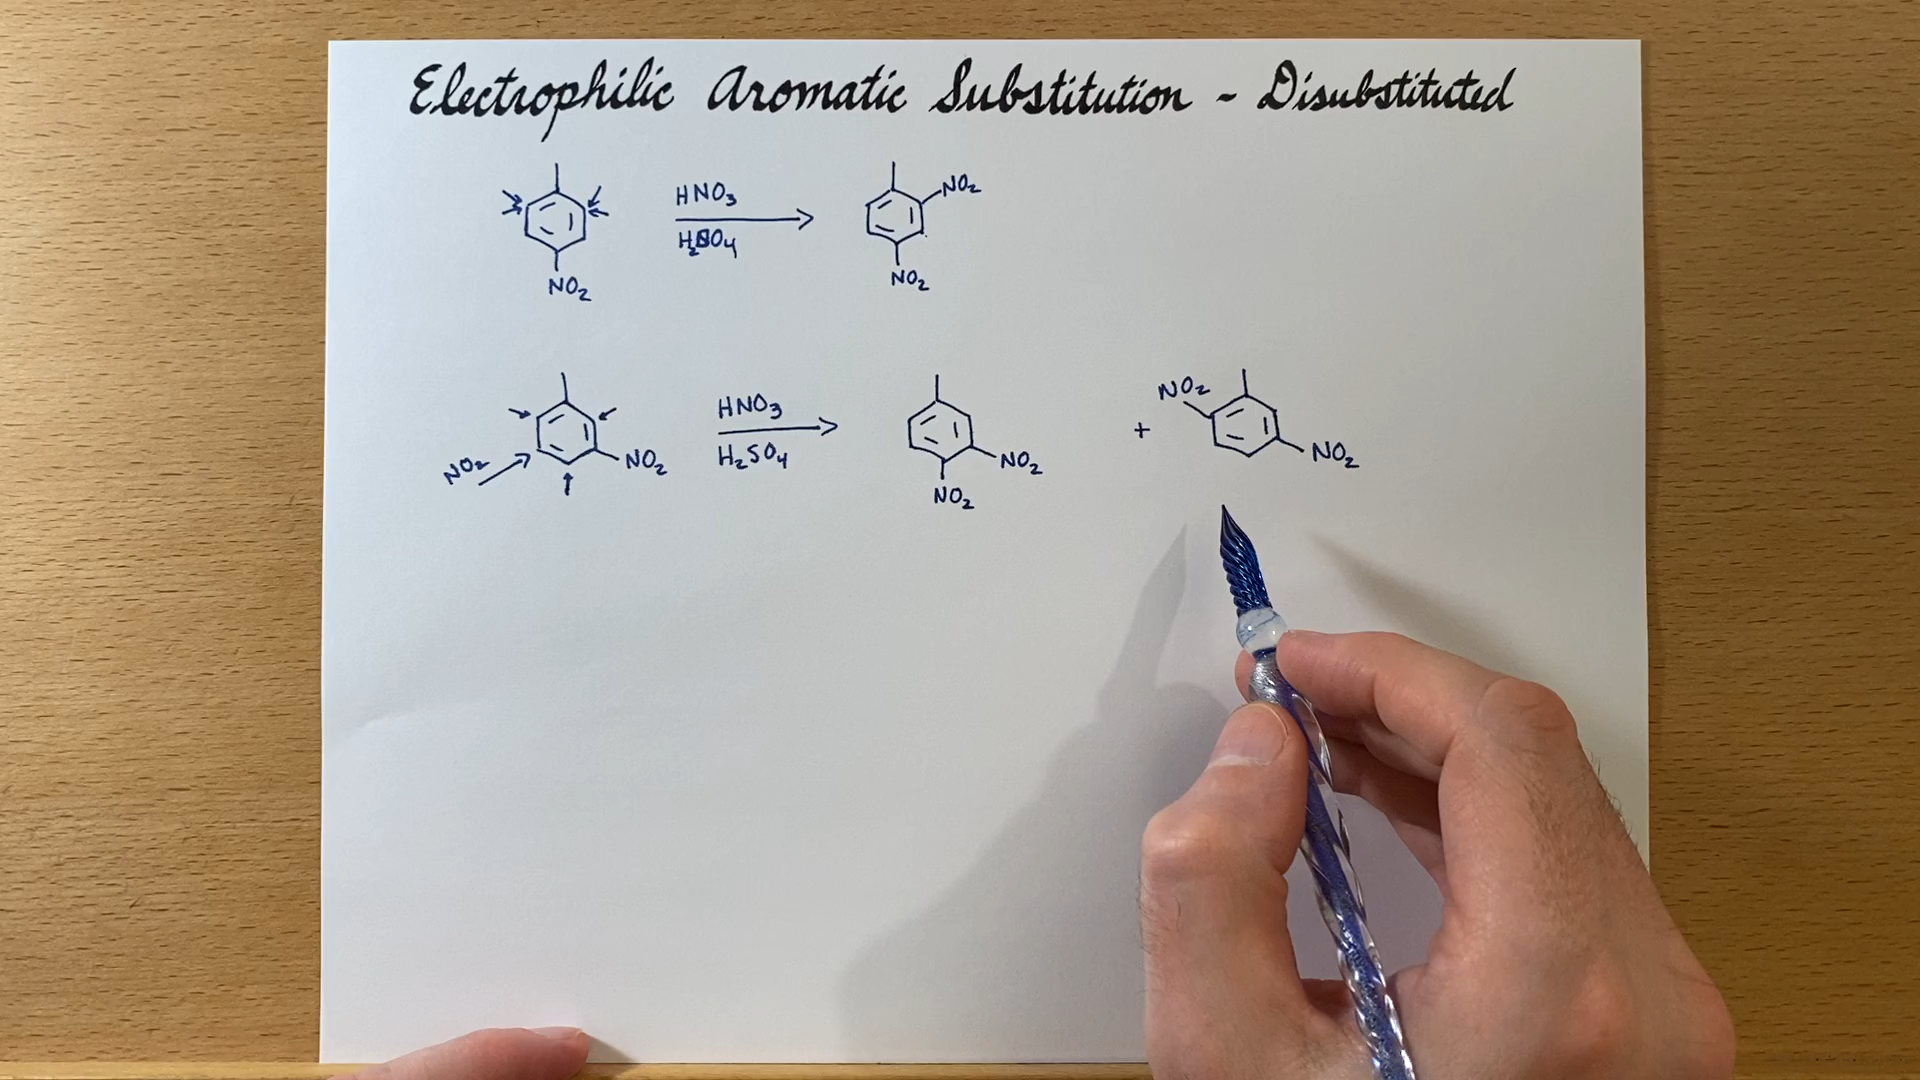 Electrophilic Aromatic Substitution - Disubstituted
HNO₃
H₂SO₄
NO₂
NO₂
NO₂
HNO₃
H₂SO₄
NO₂
NO₂
NO₂
NO₂
+
NO₂
NO₂